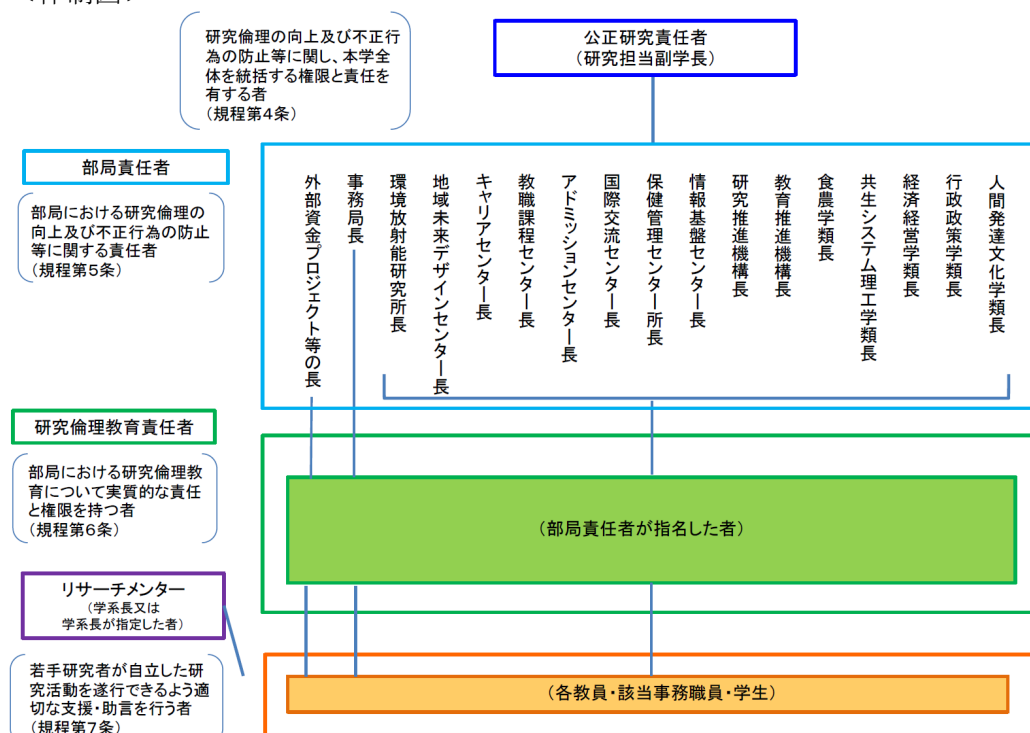 研究倫理の向上及び不正行
為の防止等に関し、本学全
体を統括する権限と責任を
有する者
(規程第4条)
公正研究責任者
(研究担当副学長)
部局責任者
部局における研究倫理の
向上及び不正行為の防止
等に関する責任者
(規程第5条)
人間発達文化学類長
行政政策学類長
経済経営学類長
共生システム理工学類長
食農学類長
教育推進機構長
研究推進機構長
情報基盤センター長
保健管理センター所長
国際交流センター長
アドミッションセンター長
教職課程センター長
キャリアセンター長
地域未来デザインセンター長
環境放射能研究所長
事務局長
外部資金プロジェクト等の長
研究倫理教育責任者
部局における研究倫理教
育について実質的な責任
と権限を持つ者
(規程第6条)
(部局責任者が指名した者)
リサーチメンター
(学系長又は
学系長が指定した者)
若手研究者が自立した研
究活動を遂行できるよう適
切な支援・助言を行う者
(規程第7条)
(各教員・該当事務職員・学生)